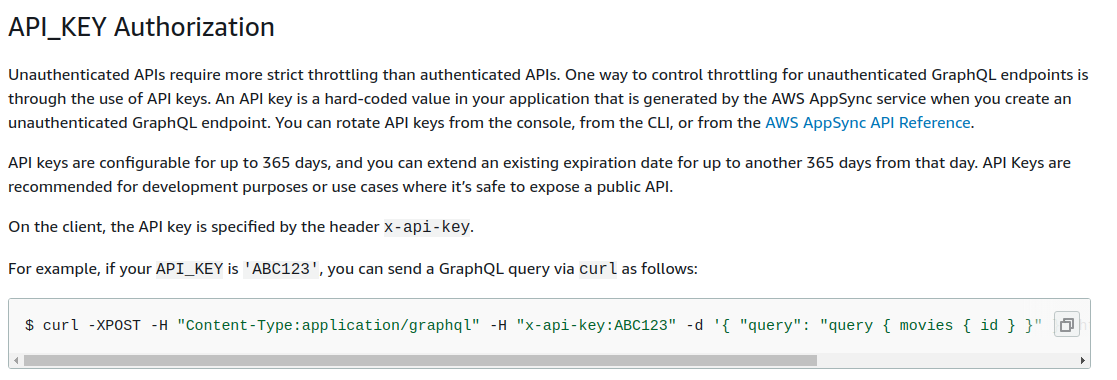 API_KEY Authorization
Unauthenticated APIs require more strict throttling than authenticated APIs. One way to control throttling for unauthenticated GraphQL endpoints is
through the use of API keys. An API key is a hard-coded value in your application that is generated by the AWS AppSync service when you create an
unauthenticated GraphQL endpoint. You can rotate API keys from the console, from the CLI, or from the AWS AppSync API Reference.
API keys are configurable for up to 365 days, and you can extend an existing expiration date for up to another 365 days from that day. API Keys are
recommended for development purposes or use cases where it’s safe to expose a public API.
On the client, the API key is specified by the header x-api-key.
For example, if your API_KEY is 'ABC123', you can send a GraphQL query via curl as follows:
$ curl -XPOST -H "Content-Type:application/graphql" -H "x-api-key:ABC123" -d '{ "query": "query { movies { id } }"